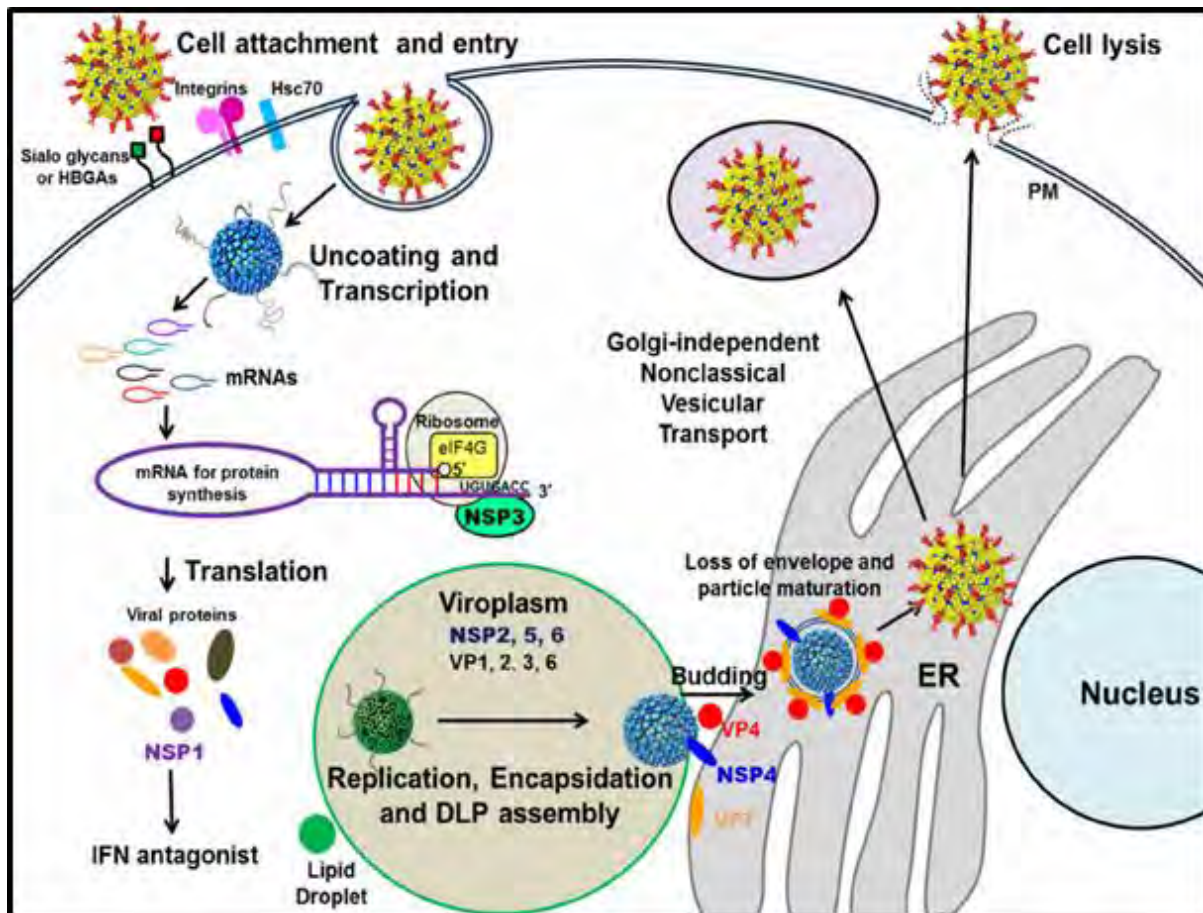 Cell attachment and entry
Integrins
Hsc70
Sialo glycans
or HBGAs
Cell lysis
PM
Uncoating and
Transcription
mRNAs
Golgi-independent
Nonclassical
Vesicular
Transport
Ribosome
eIF4G
5'
UGUGACC 3'
mRNA for protein
synthesis
NSP3
Translation
Viral proteins
NSP1
IFN antagonist
Viroplasm
NSP2, 5, 6
VP1, 2. 3, 6
Replication, Encapsidation
and DLP assembly
Lipid
Droplet
Loss of envelope and
particle maturation
Budding
VP4
NSP4
VP7
ER
Nucleus